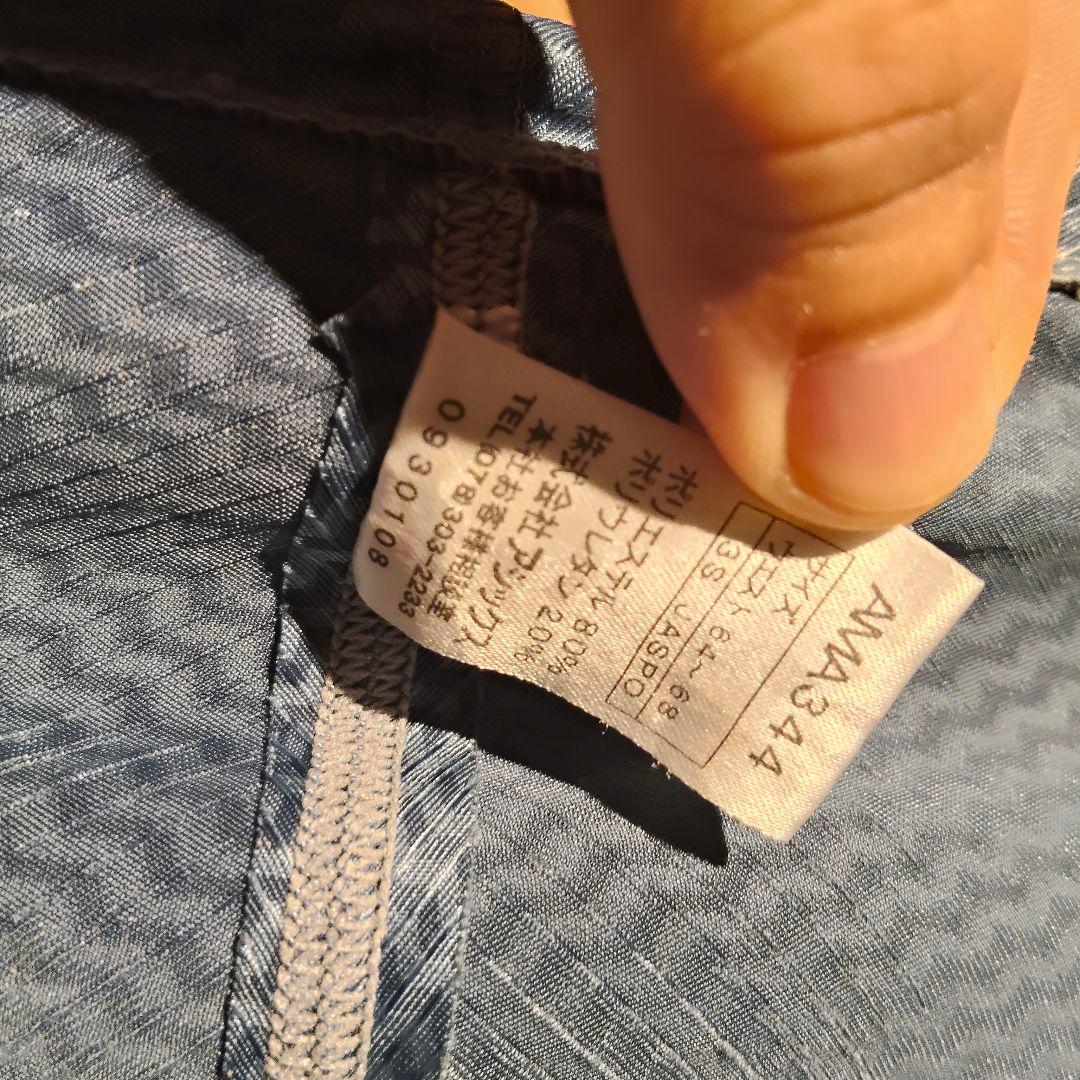 AMA344
サイズ
ウエスト 64~68
GS JASPO
ポリエステル 80%
ポリウレタン 20%
株式会社アシックス
本社お客様相談室
TEL(078)303-2233
0930108